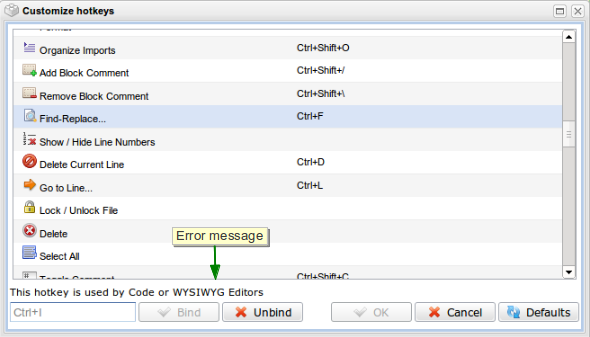 Customize hotkeys
Format
Organize Imports Ctrl+Shift+O
Add Block Comment Ctrl+Shift+/
Remove Block Comment Ctrl+Shift+\
Find-Replace... Ctrl+F
Show / Hide Line Numbers
Delete Current Line Ctrl+D
Go to Line... Ctrl+L
Lock / Unlock File
Delete
Error message
Select All
Toggle Comment Ctrl+Shift+C
This hotkey is used by Code or WYSIWYG Editors
Ctrl+I Bind Unbind OK Cancel Defaults